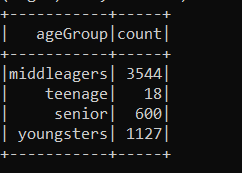 +-----------+-----+
|   ageGroup|count|
+-----------+-----+
|middleagers| 3544|
|    teenage|   18|
|     senior|  600|
| youngsters| 1127|
+-----------+-----+